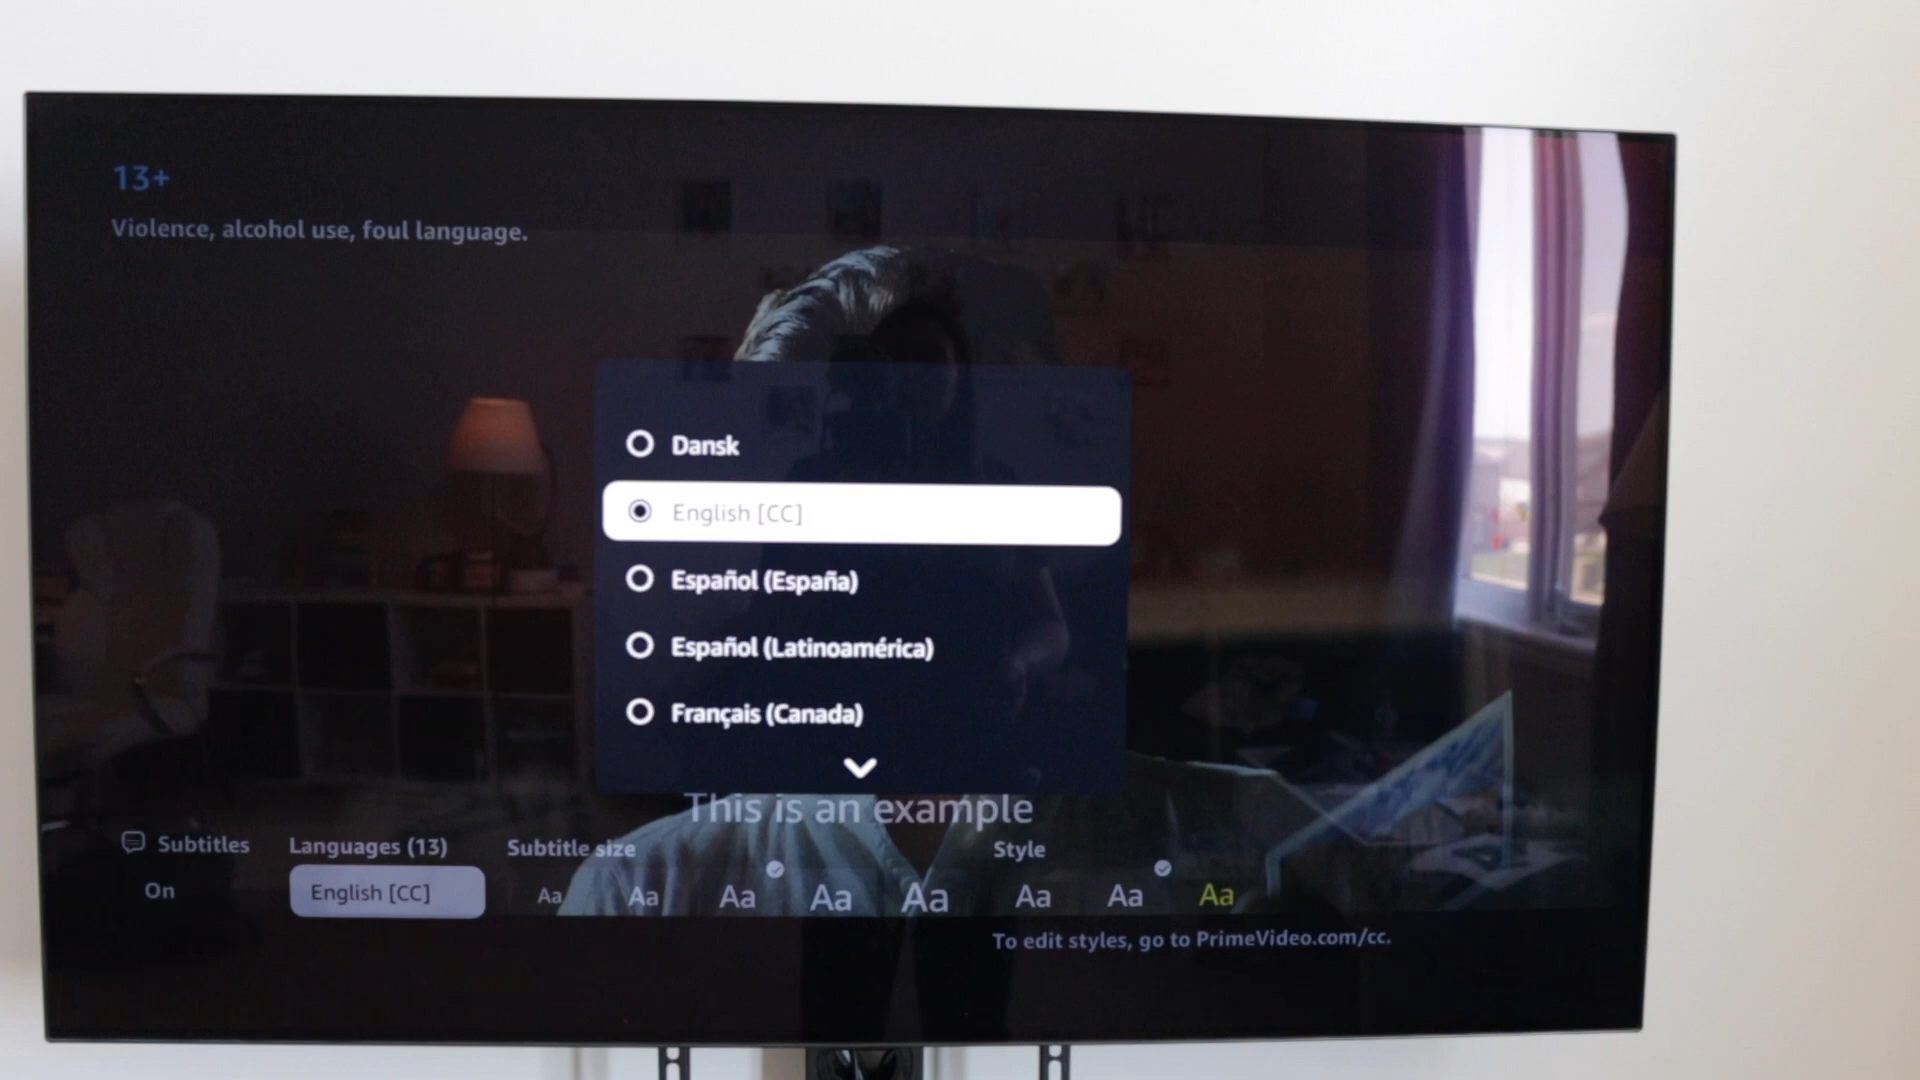 13+
Violence, alcohol use, foul language.
Dansk
English [CC]
Español (España)
Español (Latinoamérica)
Français (Canada)
This is an example
Subtitles
On
Languages (13)
English [CC]
Subtitle size
Aa Aa Aa Aa Aa
Style
Aa Aa Aa
To edit styles, go to PrimeVideo.com/cc.